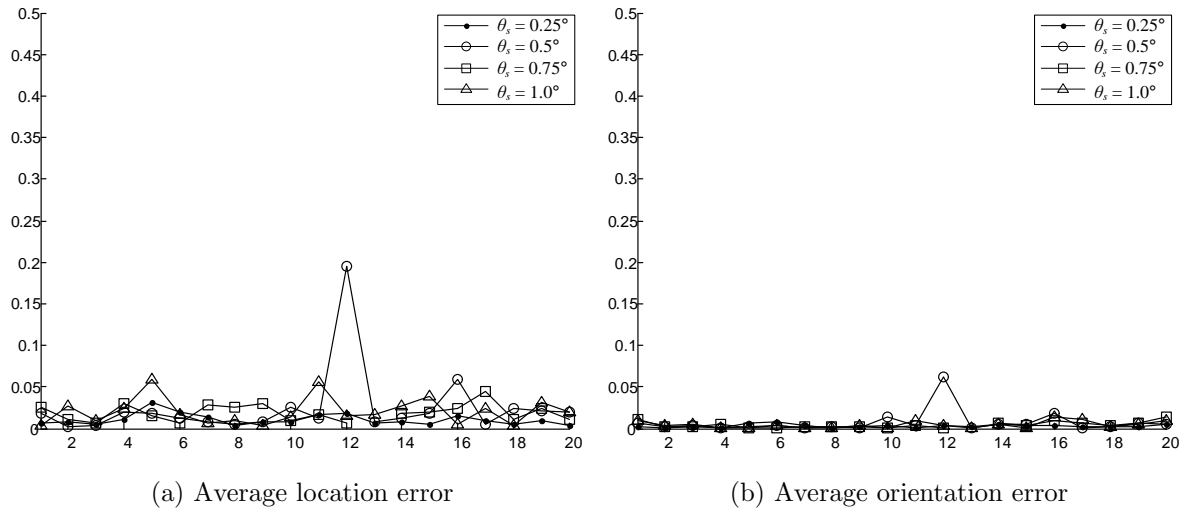 0.5
0.45
0.4
0.35
0.3
0.25
0.2
0.15
0.1
0.05
0
2 4 6 8 10 12 14 16 18 20
θs = 0.25°
θs = 0.5°
θs = 0.75°
θs = 1.0°
(a) Average location error
0.5
0.45
0.4
0.35
0.3
0.25
0.2
0.15
0.1
0.05
0
2 4 6 8 10 12 14 16 18 20
θs = 0.25°
θs = 0.5°
θs = 0.75°
θs = 1.0°
(b) Average orientation error